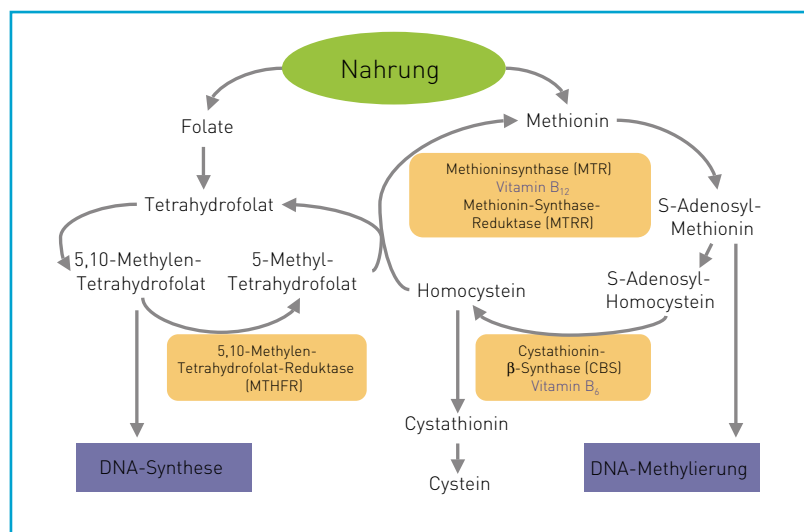 Nahrung
Folate
Methionin
Methioninsynthase (MTR)
Vitamin B₁₂
Methionin-Synthase-
Reduktase (MTRR)
Tetrahydrofolat
S-Adenosyl-
Methionin
5,10-Methylen-
Tetrahydrofolat
5-Methyl-
Tetrahydrofolat
Homocystein
S-Adenosyl-
Homocystein
5,10-Methylen-
Tetrahydrofolat-Reduktase
(MTHFR)
Cystathionin-
β-Synthase (CBS)
Vitamin B₆
Cystathionin
DNA-Synthese
Cystein
DNA-Methylierung